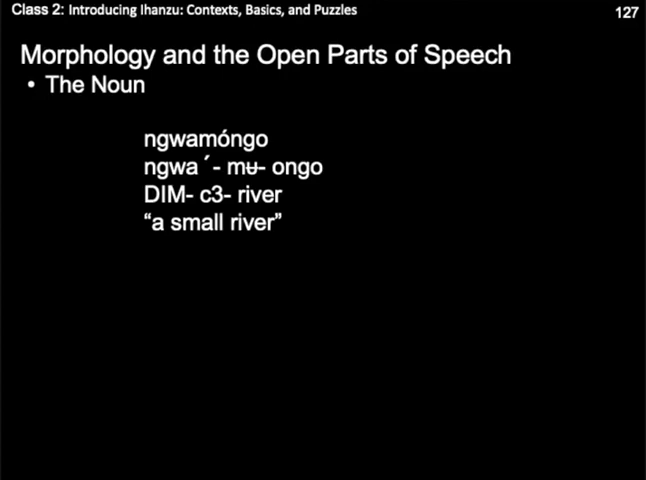 Class 2: Introducing Ihanzu: Contexts, Basics, and Puzzles
127
Morphology and the Open Parts of Speech
• The Noun
ngwamóngo
ngwa ´- mʉ- ongo
DIM- c3- river
“a small river”